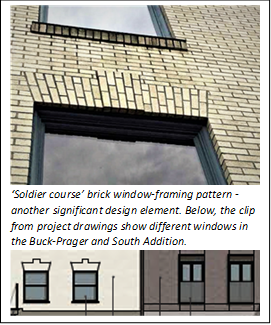 ‘Soldier course’ brick window-framing pattern -
another significant design element. Below, the clip
from project drawings show different windows in
the Buck-Prager and South Addition.